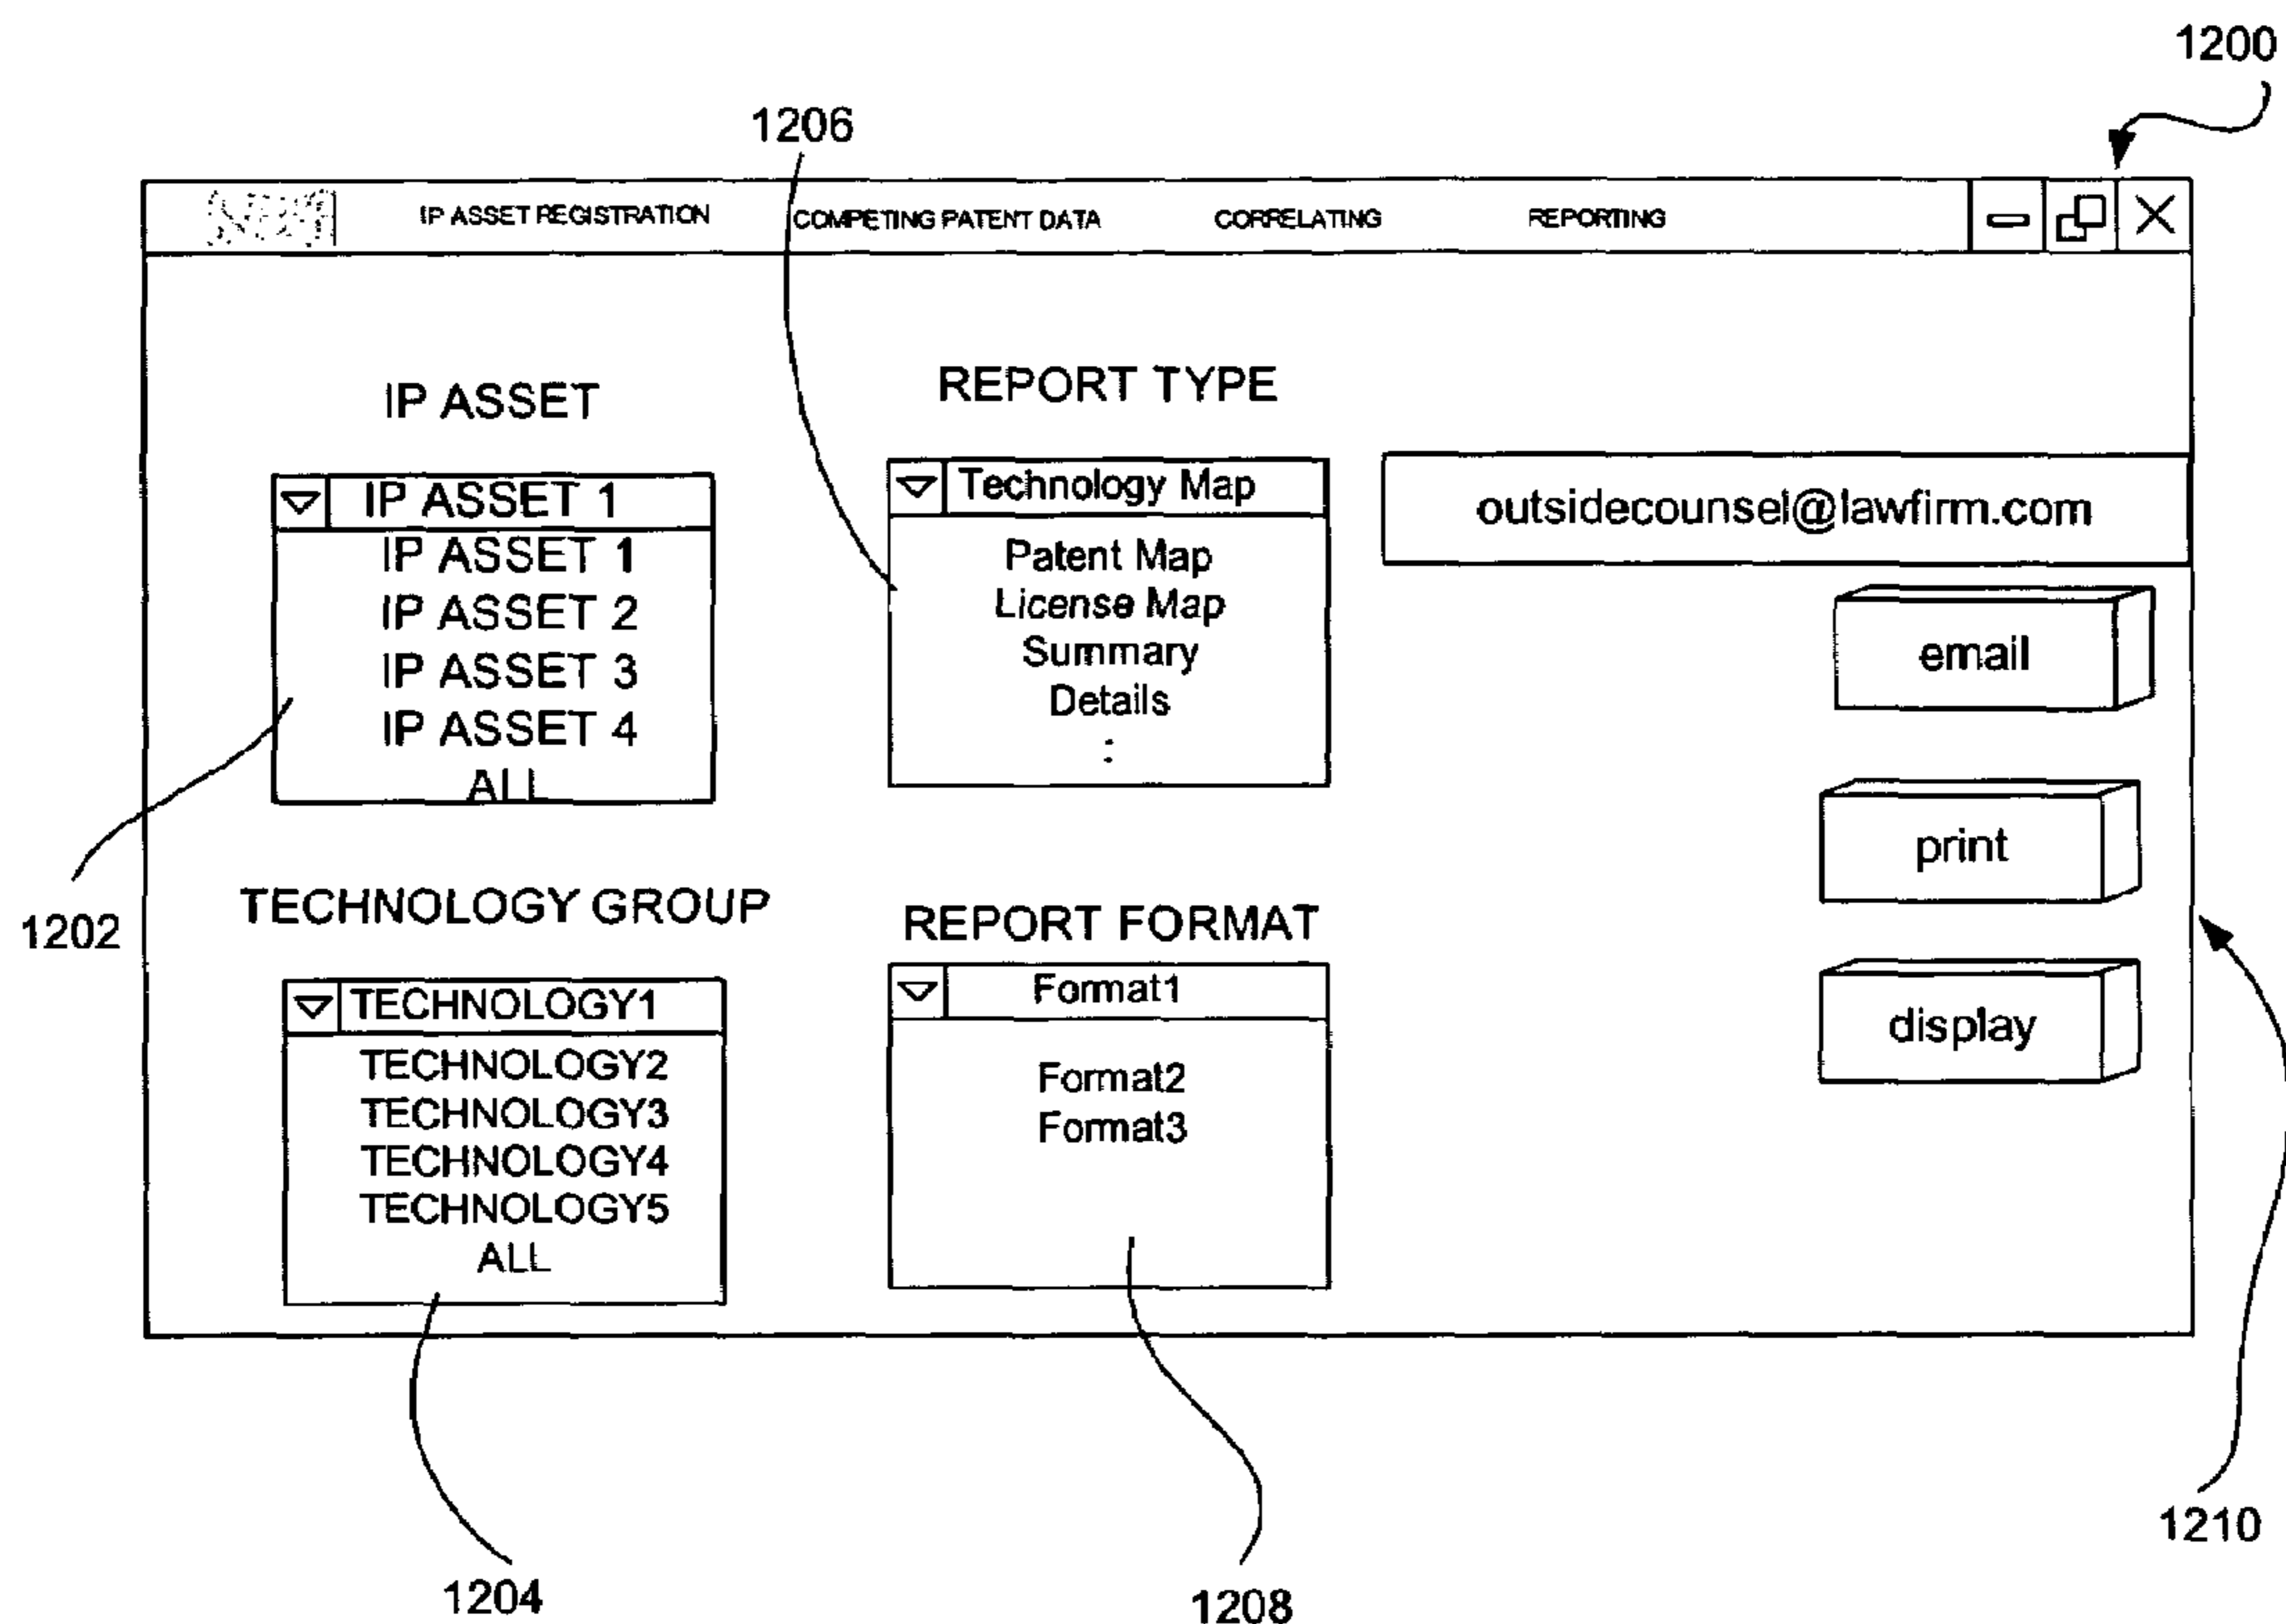 1200
1206
IP ASSET REGISTRATION COMPETING PATENT DATA CORRELATING REPORTING
IP ASSET
IP ASSET 1
IP ASSET 1
IP ASSET 2
IP ASSET 3
IP ASSET 4
ALL
1202
REPORT TYPE
Technology Map
Patent Map
License Map
Summary
Details
:
outsidecounsel@lawfirm.com
email
print
display
TECHNOLOGY GROUP
TECHNOLOGY1
TECHNOLOGY2
TECHNOLOGY3
TECHNOLOGY4
TECHNOLOGY5
ALL
REPORT FORMAT
Format1
Format2
Format3
1210
1204
1208